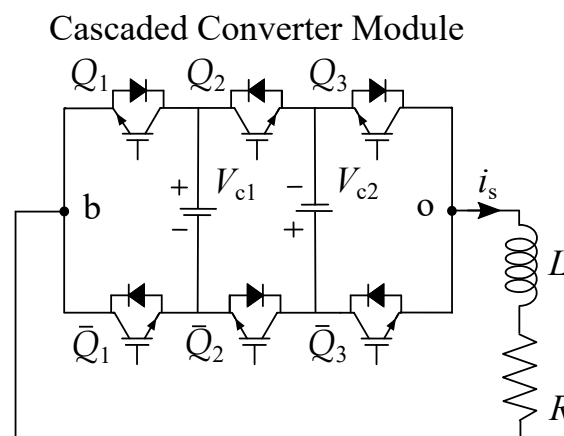 Cascaded Converter Module
Q1 Q2 Q3
+ Vc1 - Vc2
b o is
- +
L
Q̄1 Q̄2 Q̄3
R